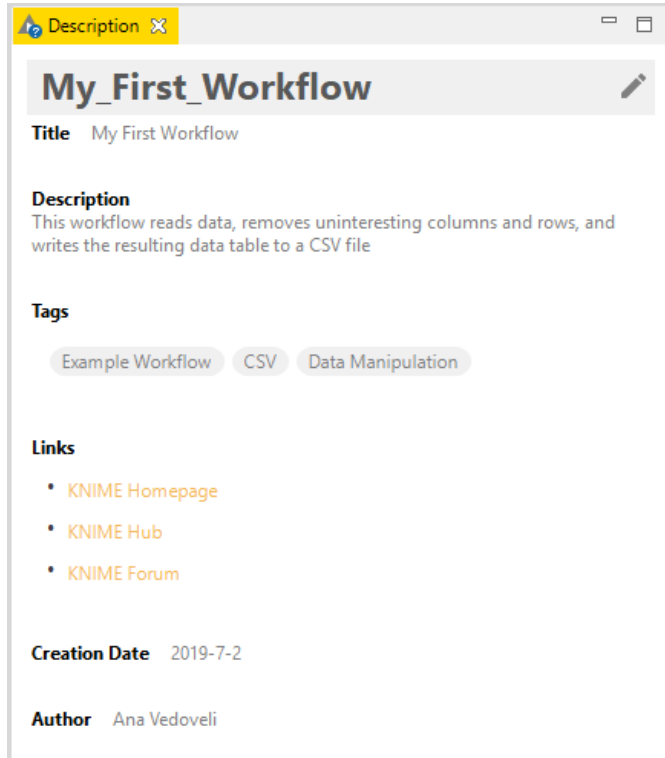 Description
My_First_Workflow
Title My First Workflow
Description
This workflow reads data, removes uninteresting columns and rows, and
writes the resulting data table to a CSV file
Tags
Example Workflow CSV Data Manipulation
Links
• KNIME Homepage
• KNIME Hub
• KNIME Forum
Creation Date 2019-7-2
Author Ana Vedoveli